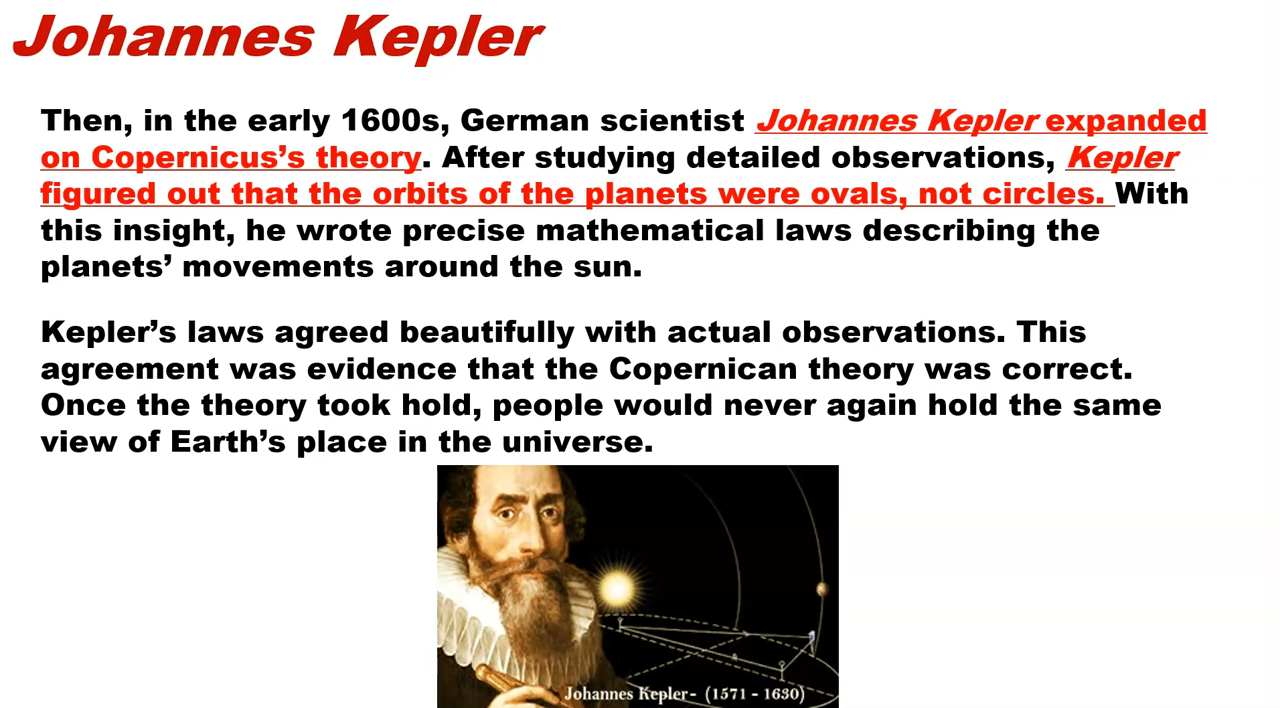 Johannes Kepler
Then, in the early 1600s, German scientist Johannes Kepler expanded
on Copernicus’s theory. After studying detailed observations, Kepler
figured out that the orbits of the planets were ovals, not circles. With
this insight, he wrote precise mathematical laws describing the
planets’ movements around the sun.
Kepler’s laws agreed beautifully with actual observations. This
agreement was evidence that the Copernican theory was correct.
Once the theory took hold, people would never again hold the same
view of Earth’s place in the universe.
Johannes Kepler- (1571 - 1630)